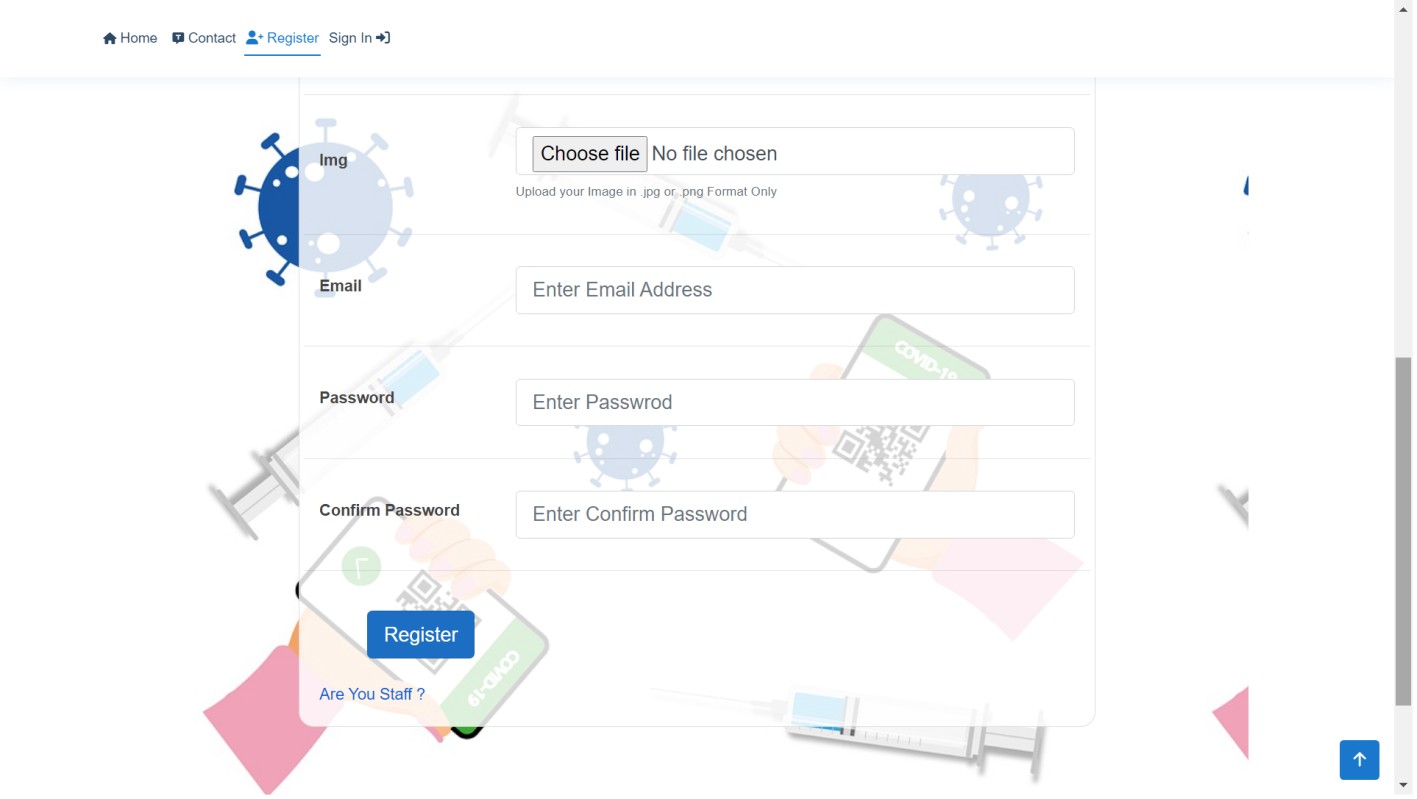 Home Contact Register Sign In
Img
Choose file No file chosen
Upload your Image in .jpg or .png Format Only
Email
Enter Email Address
COVID-19
Password
Enter Passwrod
Confirm Password
Enter Confirm Password
Register
COVID-19
Are You Staff ?